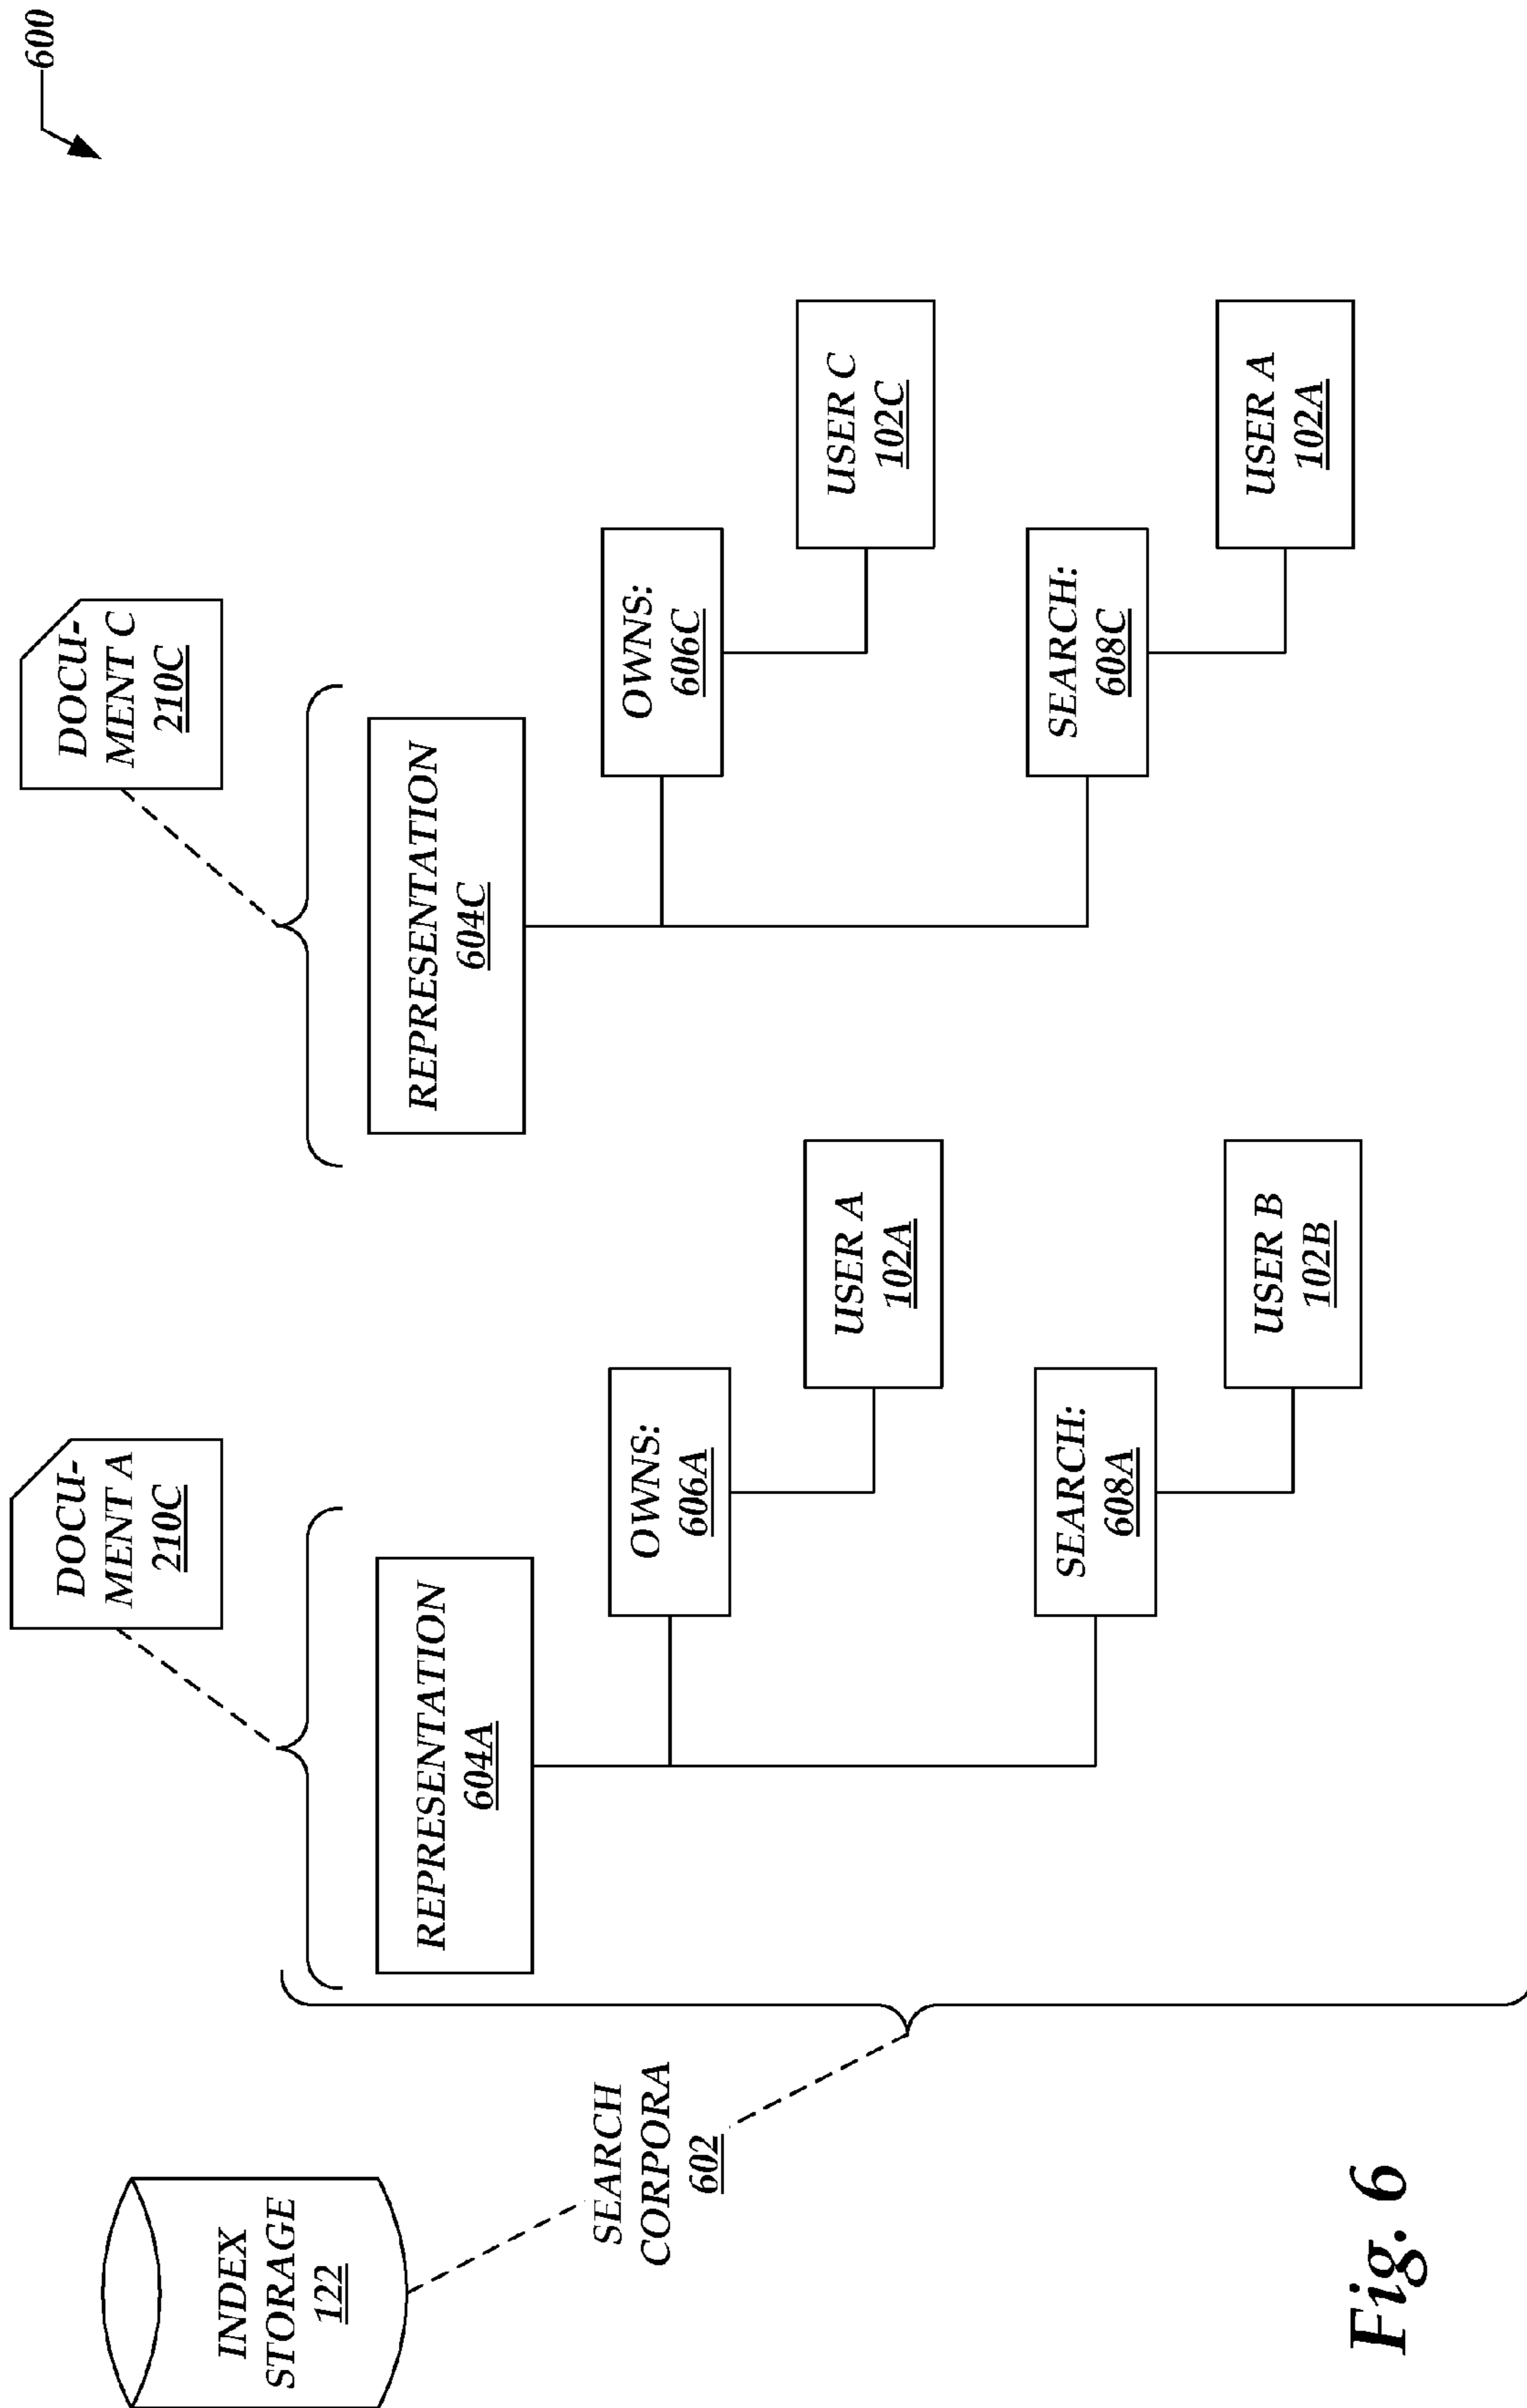 600
INDEX
STORAGE
122
SEARCH
CORPORA
602
DOCU-
MENT A
210C
REPRESENTATION
604A
OWNS:
606A
USER A
102A
SEARCH:
608A
USER B
102B
DOCU-
MENT C
210C
REPRESENTATION
604C
OWNS:
606C
USER C
102C
SEARCH:
608C
USER A
102A
Fig. 6